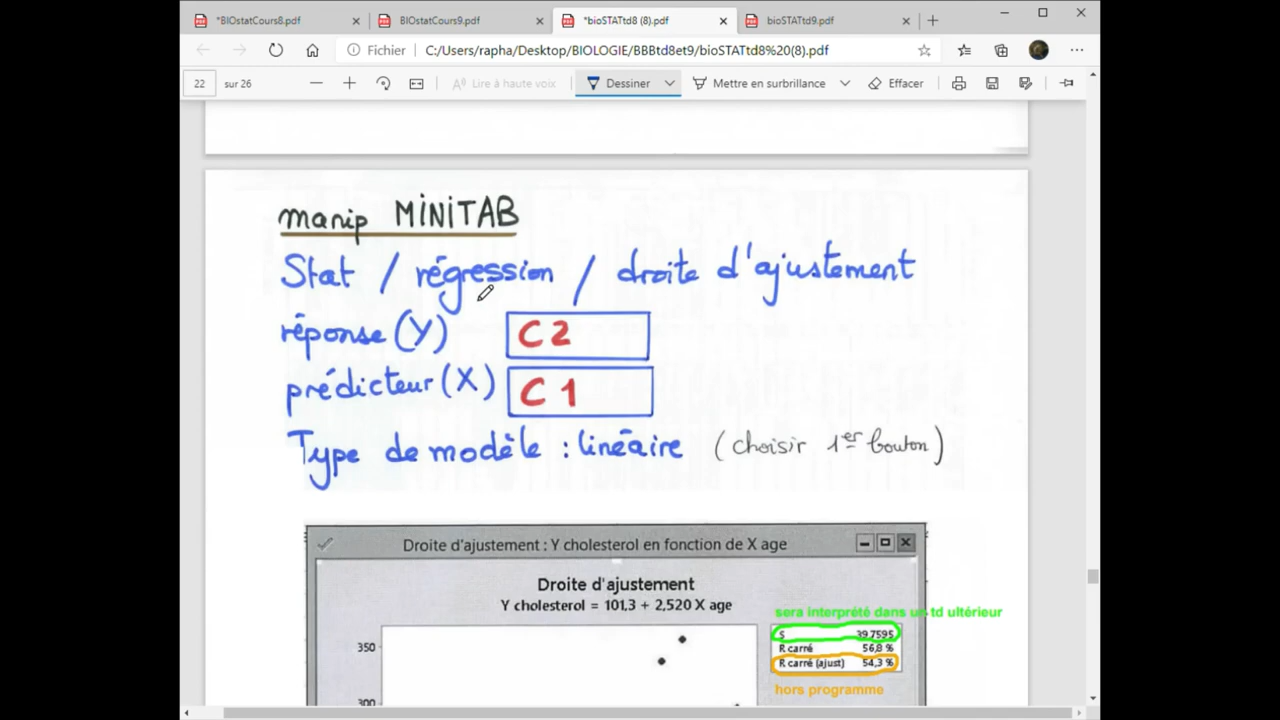 *BIOstatCours8.pdf
BIOstatCours9.pdf
*bioSTATtd8 (8).pdf
bioSTATtd9.pdf
Fichier C:/Users/rapha/Desktop/BIOLOGIE/BBBtd8et9/bioSTATtd8%20(8).pdf
22 sur 26
Lire à haute voix
Dessiner
Mettre en surbrillance
Effacer
manip MINITAB
Stat / régression / droite d'ajustement
réponse (Y) C2
prédicteur (X) C1
Type de modèle : linéaire (choisir 1er bouton)
Droite d'ajustement : Y cholesterol en fonction de X age
Droite d'ajustement
Y cholesterol = 101,3 + 2,520 X age
sera interprété dans un td ultérieur
S 39,7595
R carré 56,8 %
R carré (ajust) 54,3 %
hors programme
350
300